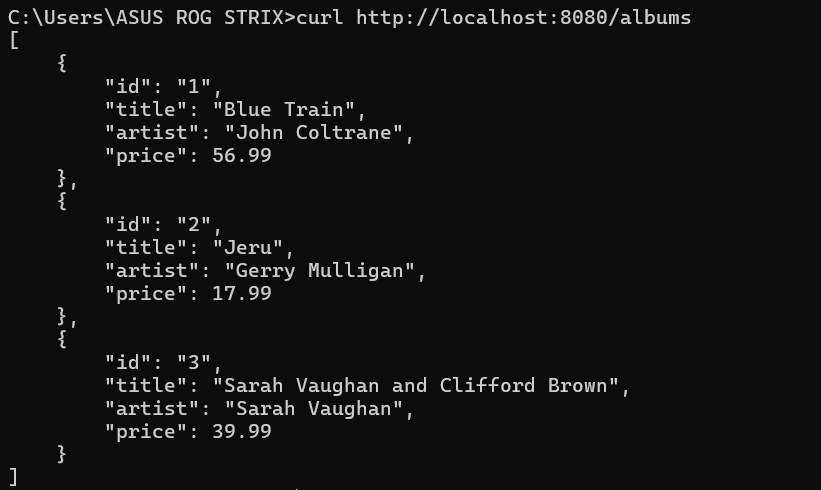 C:\Users\ASUS ROG STRIX>curl http://localhost:8080/albums
[
    {
        "id": "1",
        "title": "Blue Train",
        "artist": "John Coltrane",
        "price": 56.99
    },
    {
        "id": "2",
        "title": "Jeru",
        "artist": "Gerry Mulligan",
        "price": 17.99
    },
    {
        "id": "3",
        "title": "Sarah Vaughan and Clifford Brown",
        "artist": "Sarah Vaughan",
        "price": 39.99
    }
]